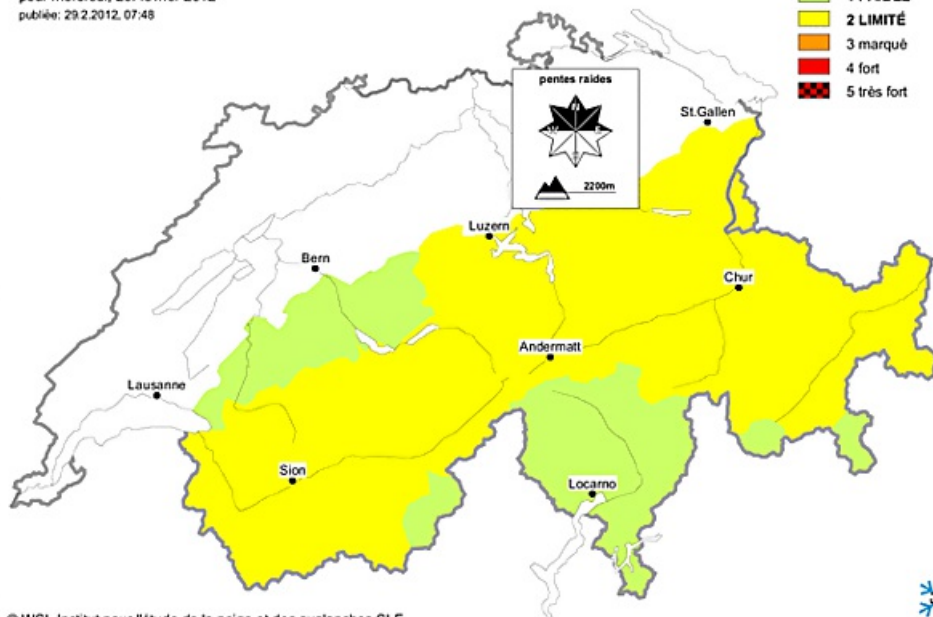 publiée: 29.2.2012, 07:48
2 LIMITÉ
3 marqué
4 fort
5 très fort
pentes raides
N
W E
S
2200m
St.Gallen
Luzern
Bern
Chur
Andermatt
Lausanne
Sion
Locarno